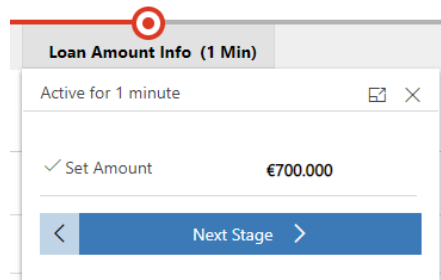 Loan Amount Info (1 Min)
Active for 1 minute
Set Amount €700.000
Next Stage